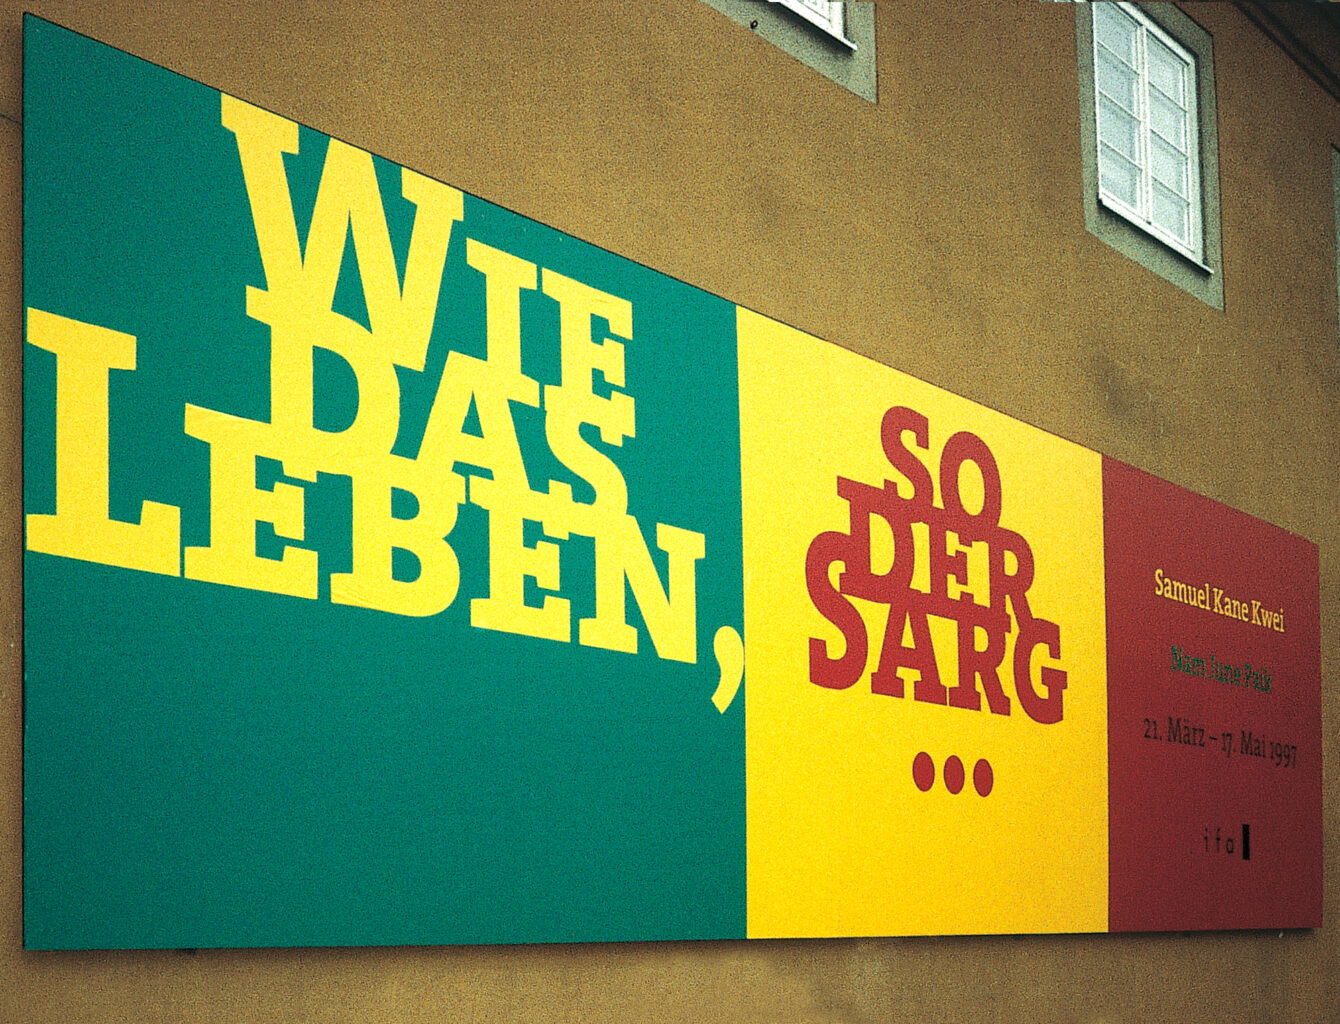 WIE
DAS
LEBEN,
SO
DER
SARG
...
Samuel Kane Kwei
Nam June Paik
21. März – 17. Mai 1997
ifa